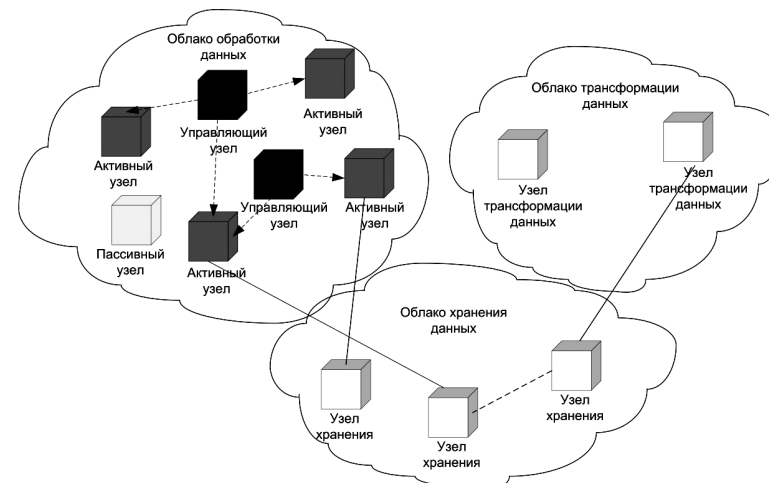 Облако обработки
данных
Активный
узел
Управляющий
узел
Активный
узел
Управляющий
узел
Активный
узел
Пассивный
узел
Активный
узел
Облако трансформации
данных
Узел
трансформации
данных
Узел
трансформации
данных
Облако хранения
данных
Узел
хранения
Узел
хранения
Узел
хранения